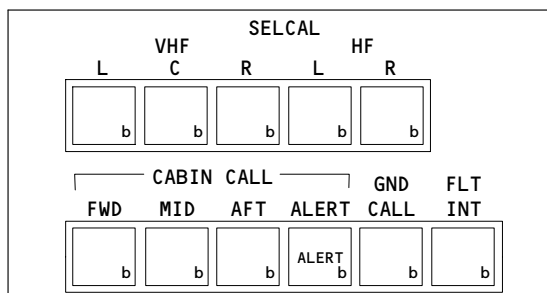 SELCAL
VHF HF
L C R L R
b b b b b
CABIN CALL GND FLT
FWD MID AFT ALERT CALL INT
ALERT
b b b b b b